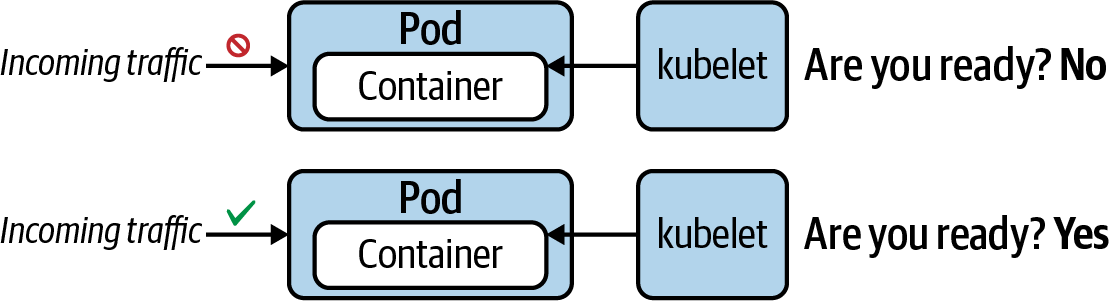 Pod
Incoming traffic
Container
kubelet
Are you ready? No
Pod
Incoming traffic
Container
kubelet
Are you ready? Yes